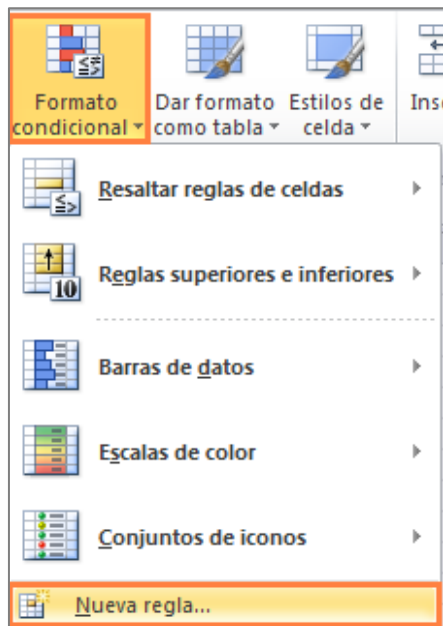 Formato Dar formato Estilos de
condicional como tabla celda
Resaltar reglas de celdas
10
Reglas superiores e inferiores
Barras de datos
Escalas de color
Conjuntos de iconos
Nueva regla...